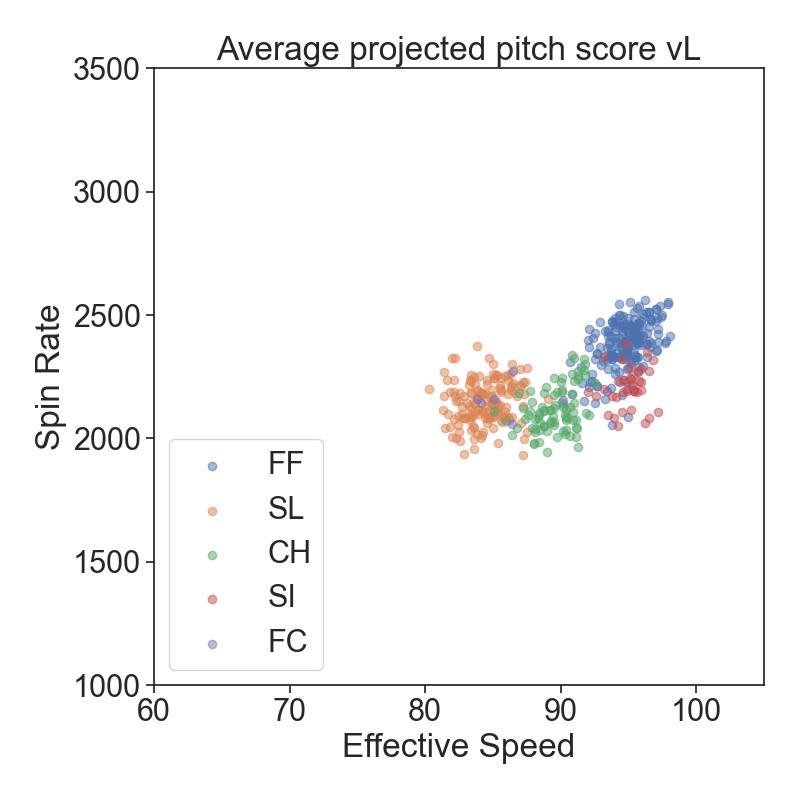 Average projected pitch score vL
3500
3000
2500
2000
1500
1000
Spin Rate
FF
SL
CH
SI
FC
60 70 80 90 100
Effective Speed